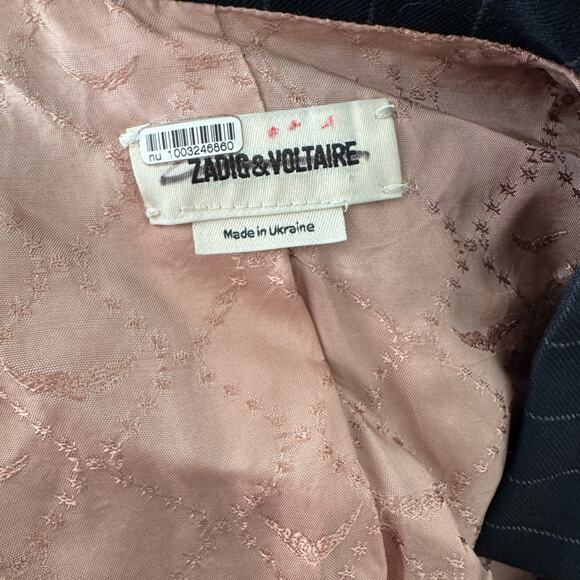 nu 1003246860
ZADIG&VOLTAIRE
Made in Ukraine